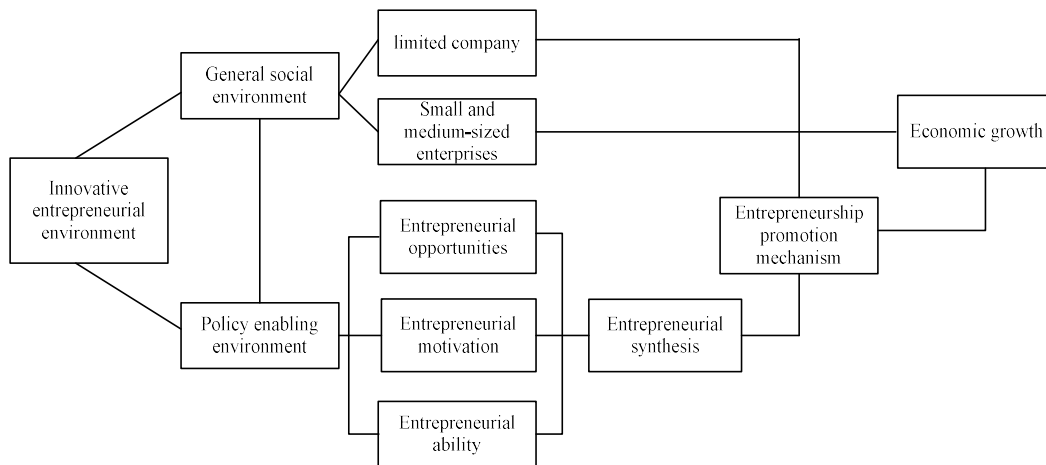 limited company
General social
environment
Small and
medium-sized
enterprises
Economic growth
Innovative
entrepreneurial
environment
Entrepreneurial
opportunities
Entrepreneurship
promotion
mechanism
Policy enabling
environment
Entrepreneurial
motivation
Entrepreneurial
synthesis
Entrepreneurial
ability